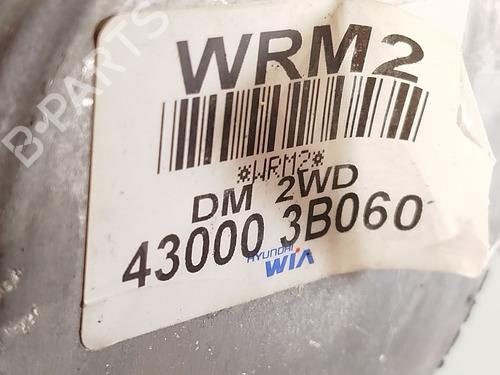 WRM2
*WRM2*
DM 2WD
43000 3B060
HYUNDAI
WIA
B-PARTS